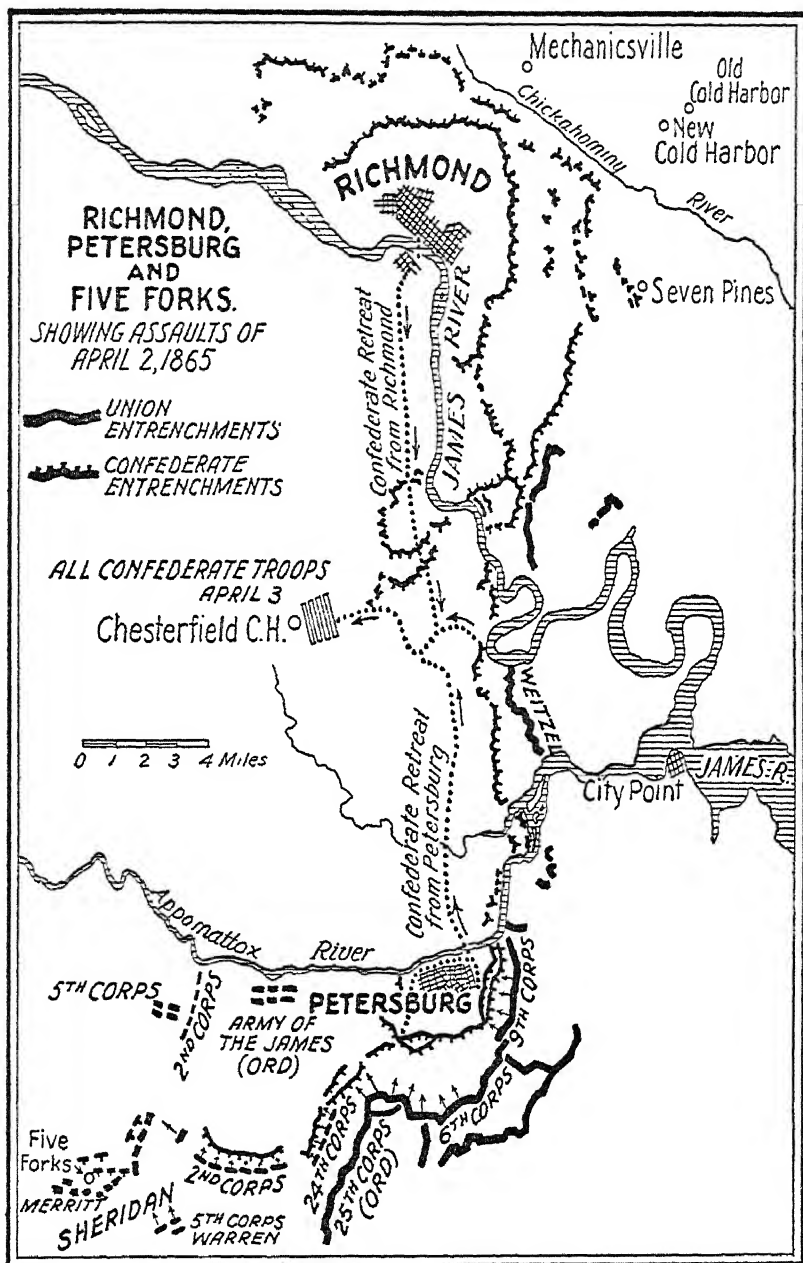 Mechanicsville
Old
Cold Harbor
New
Cold Harbor
Chickahominy
River
RICHMOND
RICHMOND,
PETERSBURG
AND
FIVE FORKS.
SHOWING ASSAULTS OF
APRIL 2, 1865
UNION
ENTRENCHMENTS
CONFEDERATE
ENTRENCHMENTS
Seven Pines
JAMES RIVER
Confederate Retreat
from Richmond
ALL CONFEDERATE TROOPS
APRIL 3
Chesterfield C.H.
WEITZEL
0 1 2 3 4 Miles
City Point
JAMES-R.
Confederate Retreat
from Petersburg
Appomattox
River
5TH CORPS
2ND CORPS
ARMY OF
THE JAMES
(ORD)
PETERSBURG
9TH CORPS
6TH CORPS
24TH CORPS
25TH CORPS
(ORD)
Five
Forks
MERRITT
2ND CORPS
SHERIDAN
5TH CORPS
WARREN